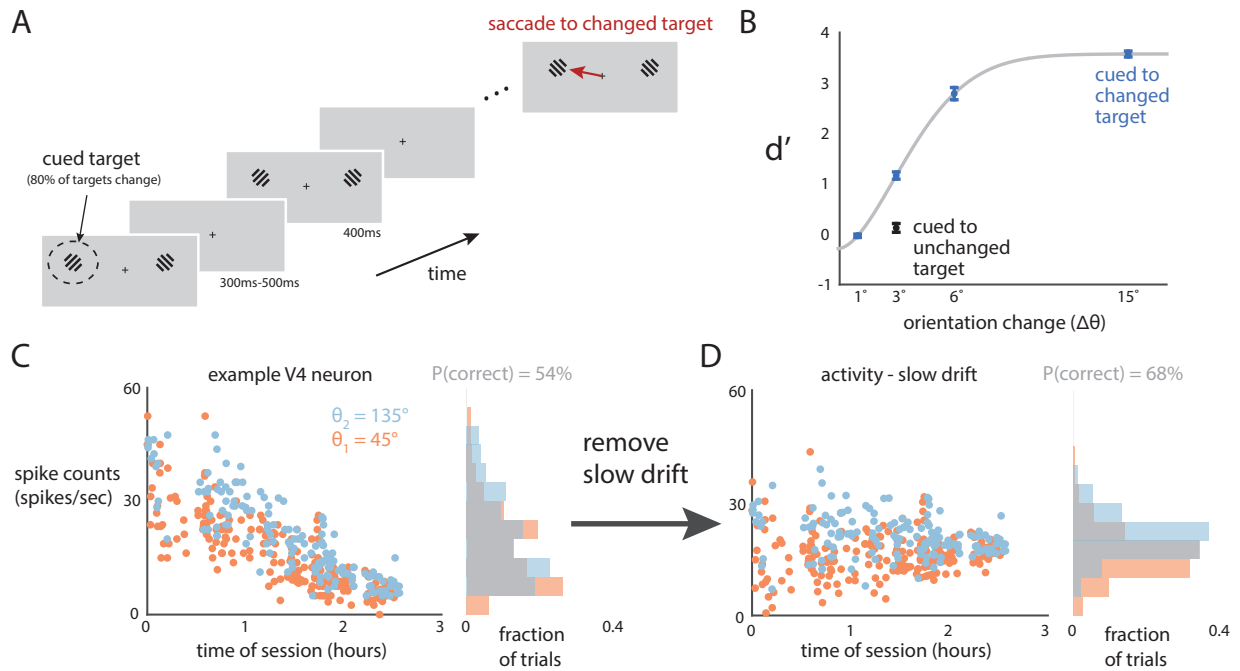 A
saccade to changed target
cued target
(80% of targets change)
400ms
300ms-500ms
time
B
4
3
2
1
0
-1
d’
cued to
changed
target
cued to
unchanged
target
1°
3°
6°
15°
orientation change (Δθ)
C
example V4 neuron
P(correct) = 54%
60
30
0
θ₂ = 135°
θ₁ = 45°
spike counts
(spikes/sec)
0
1
2
3
time of session (hours)
0
0.4
fraction
of trials
remove
slow drift
D
activity - slow drift
P(correct) = 68%
60
30
0
0
1
2
3
time of session (hours)
0
0.4
fraction
of trials